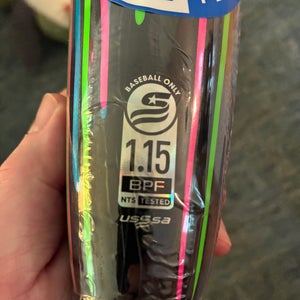 BASEBALL ONLY
1.15
BPF
NTS TESTED
usssa